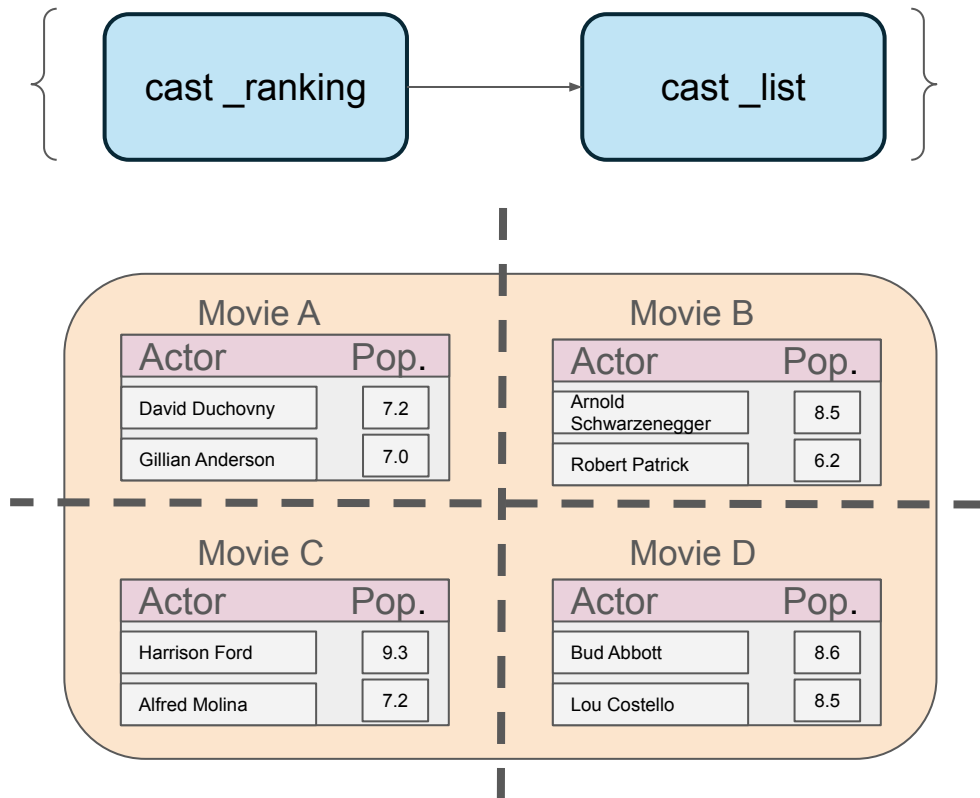 cast _ranking
cast _list
Movie A
Actor Pop.
David Duchovny 7.2
Gillian Anderson 7.0
Movie B
Actor Pop.
Arnold
Schwarzenegger 8.5
Robert Patrick 6.2
Movie C
Actor Pop.
Harrison Ford 9.3
Alfred Molina 7.2
Movie D
Actor Pop.
Bud Abbott 8.6
Lou Costello 8.5